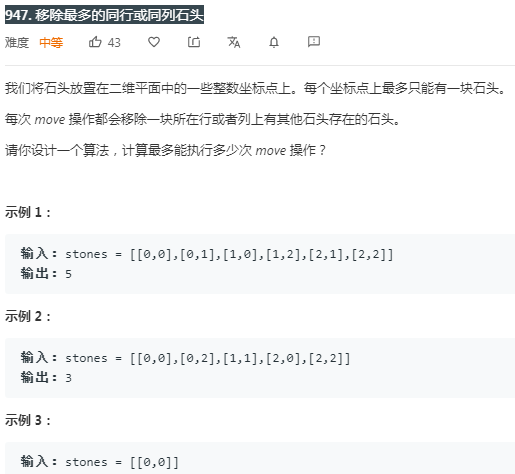 947. 移除最多的同行或同列石头
难度 中等 43
我们将石头放置在二维平面中的一些整数坐标点上。每个坐标点上最多只能有一块石头。
每次 move 操作都会移除一块所在行或者列上有其他石头存在的石头。
请你设计一个算法，计算最多能执行多少次 move 操作？
示例 1：
输入：stones = [[0,0],[0,1],[1,0],[1,2],[2,1],[2,2]]
输出：5
示例 2：
输入：stones = [[0,0],[0,2],[1,1],[2,0],[2,2]]
输出：3
示例 3：
输入：stones = [[0,0]]